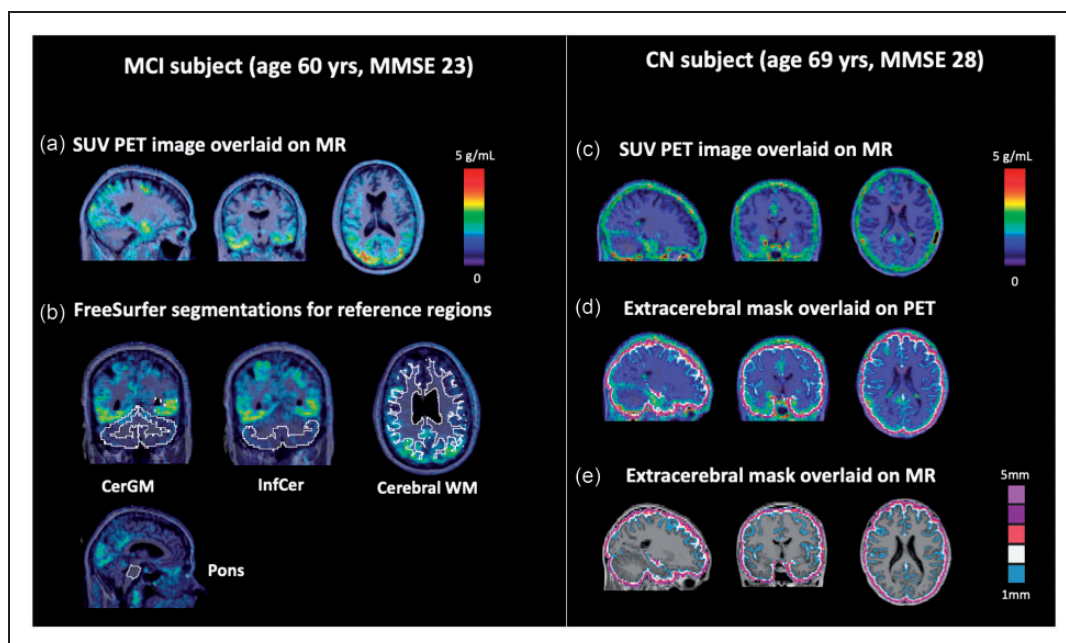 MCI subject (age 60 yrs, MMSE 23)
(a) SUV PET image overlaid on MR
5 g/mL
0
(b) FreeSurfer segmentations for reference regions
CerGM
InfCer
Cerebral WM
Pons
CN subject (age 69 yrs, MMSE 28)
(c) SUV PET image overlaid on MR
5 g/mL
0
(d) Extracerebral mask overlaid on PET
(e) Extracerebral mask overlaid on MR
5mm
1mm